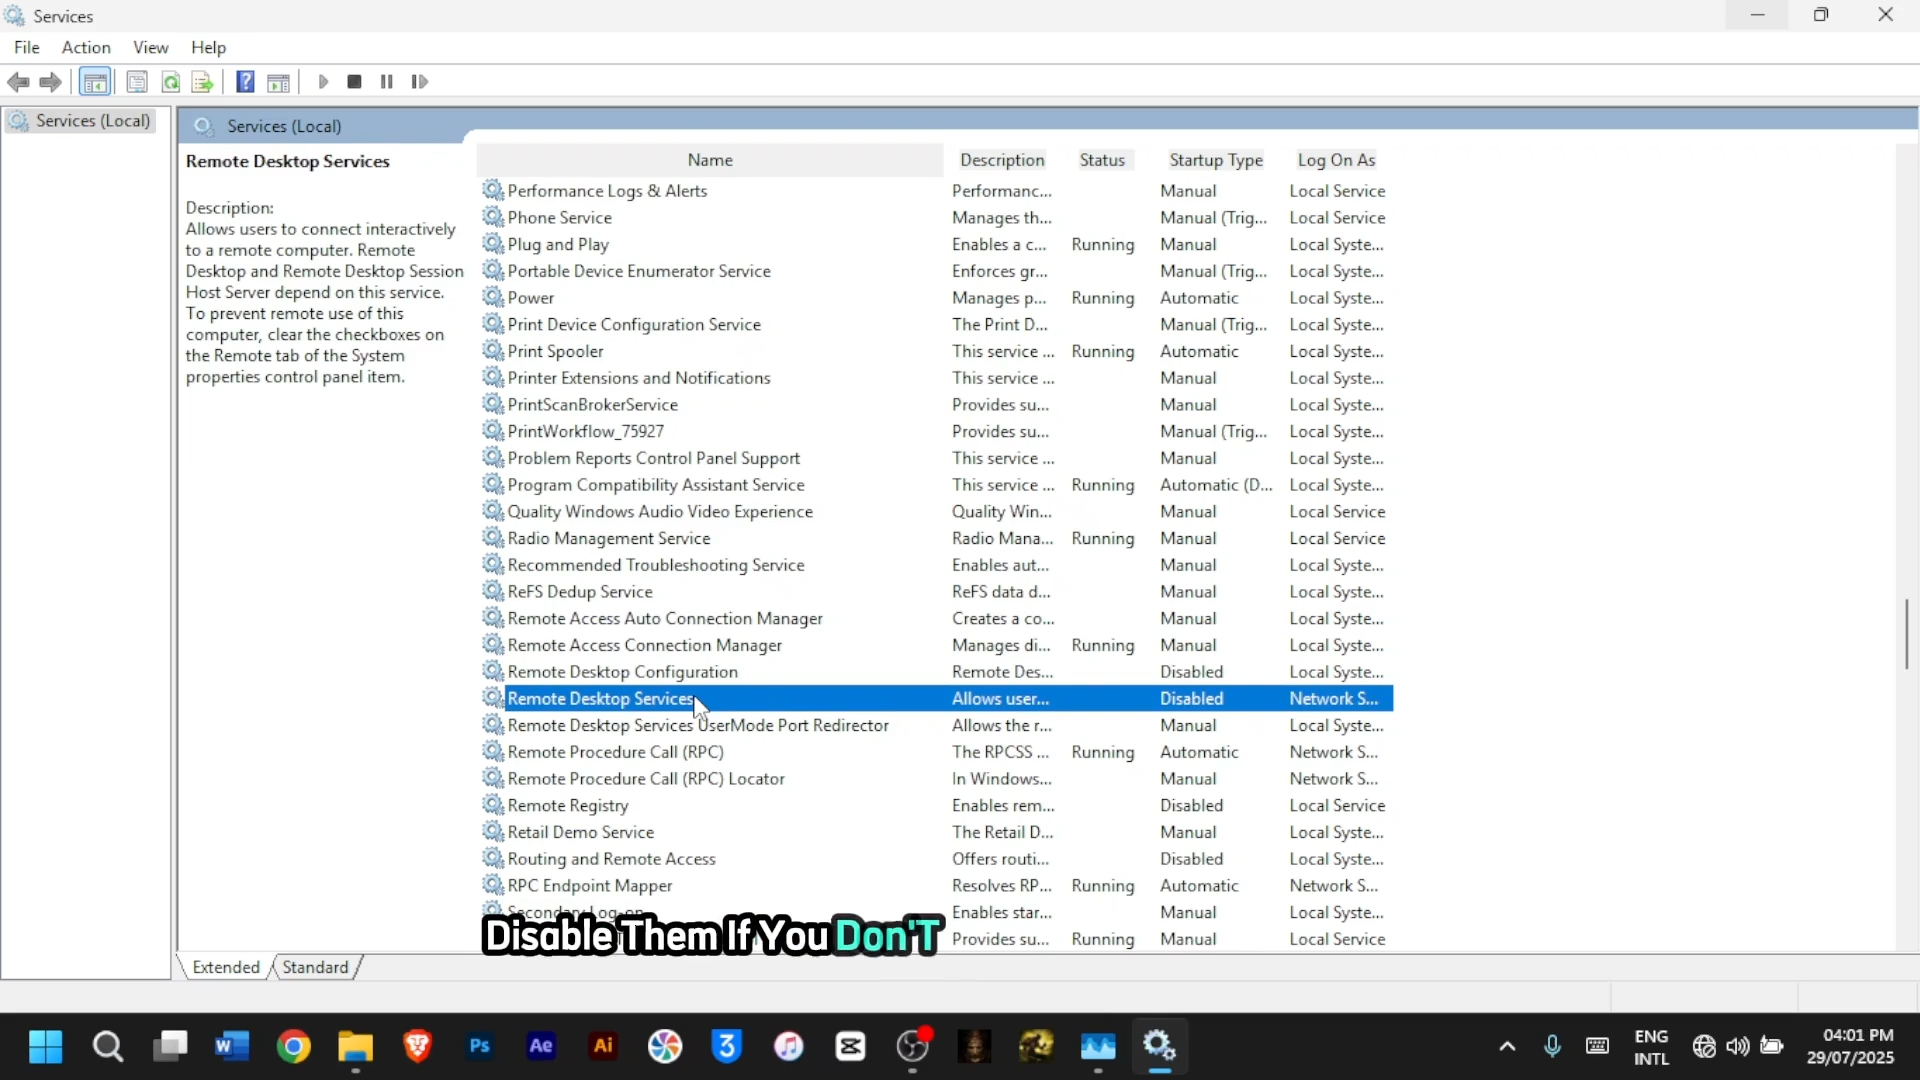 Services
File Action View Help
Services (Local)
Services (Local)
Remote Desktop Services
Description:
Allows users to connect interactively
to a remote computer. Remote
Desktop and Remote Desktop Session
Host Server depend on this service.
To prevent remote use of this
computer, clear the checkboxes on
the Remote tab of the System
properties control panel item.
Name Description Status Startup Type Log On As
Performance Logs & Alerts Performanc... Manual Local Service
Phone Service Manages th... Manual (Trig... Local Service
Plug and Play Enables a c... Running Manual Local Syste...
Portable Device Enumerator Service Enforces gr... Manual (Trig... Local Syste...
Power Manages p... Running Automatic Local Syste...
Print Device Configuration Service The Print D... Manual (Trig... Local Syste...
Print Spooler This service ... Running Automatic Local Syste...
Printer Extensions and Notifications This service ... Manual Local Syste...
PrintScanBrokerService Provides su... Manual Local Syste...
PrintWorkflow_75927 Provides su... Manual (Trig... Local Syste...
Problem Reports Control Panel Support This service ... Manual Local Syste...
Program Compatibility Assistant Service This service ... Running Automatic (D... Local Syste...
Quality Windows Audio Video Experience Quality Win... Manual Local Service
Radio Management Service Radio Mana... Running Manual Local Service
Recommended Troubleshooting Service Enables aut... Manual Local Syste...
ReFS Dedup Service ReFS data d... Manual Local Syste...
Remote Access Auto Connection Manager Creates a co... Manual Local Syste...
Remote Access Connection Manager Manages di... Running Manual Local Syste...
Remote Desktop Configuration Remote Des... Disabled Local Syste...
Remote Desktop Services Allows user... Disabled Network S...
Remote Desktop Services UserMode Port Redirector Allows the r... Manual Local Syste...
Remote Procedure Call (RPC) The RPCSS ... Running Automatic Network S...
Remote Procedure Call (RPC) Locator In Windows... Manual Network S...
Remote Registry Enables rem... Disabled Local Service
Retail Demo Service The Retail D... Manual Local Syste...
Routing and Remote Access Offers routi... Disabled Local Syste...
RPC Endpoint Mapper Resolves RP... Running Automatic Network S...
Secondary Log-on Enables star... Manual Local Syste...
Disable Them If You Don'T
Provides su... Running Manual Local Service
Extended Standard
W Ps Ae Ai 3
ENG
INTL
04:01 PM
29/07/2025